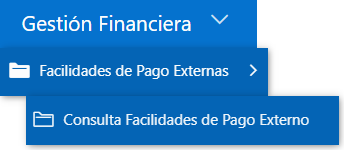 Gestión Financiera
Facilidades de Pago Externas
Consulta Facilidades de Pago Externo